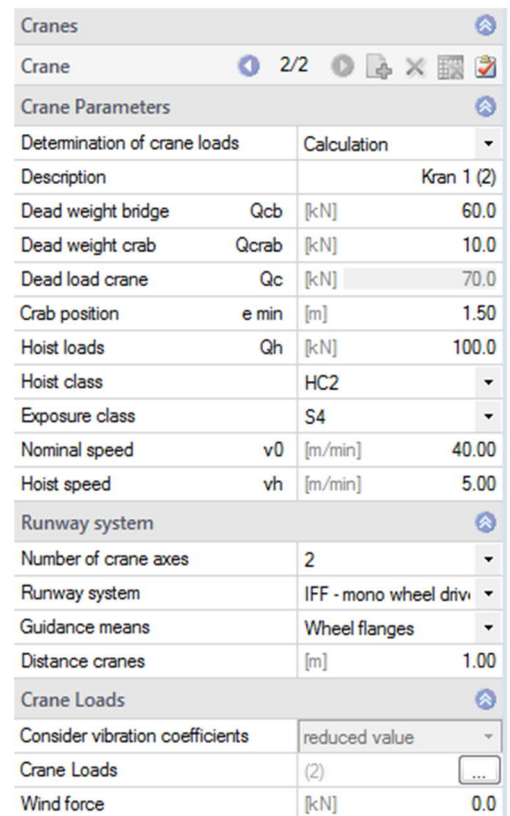 Cranes
Crane 2/2
Crane Parameters
Determination of crane loads Calculation
Description Kran 1 (2)
Dead weight bridge Qcb [kN] 60.0
Dead weight crab Qcrab [kN] 10.0
Dead load crane Qc [kN] 70.0
Crab position e min [m] 1.50
Hoist loads Qh [kN] 100.0
Hoist class HC2
Exposure class S4
Nominal speed v0 [m/min] 40.00
Hoist speed vh [m/min] 5.00
Runway system
Number of crane axes 2
Runway system IFF - mono wheel driv
Guidance means Wheel flanges
Distance cranes [m] 1.00
Crane Loads
Consider vibration coefficients reduced value
Crane Loads (2) ...
Wind force [kN] 0.0